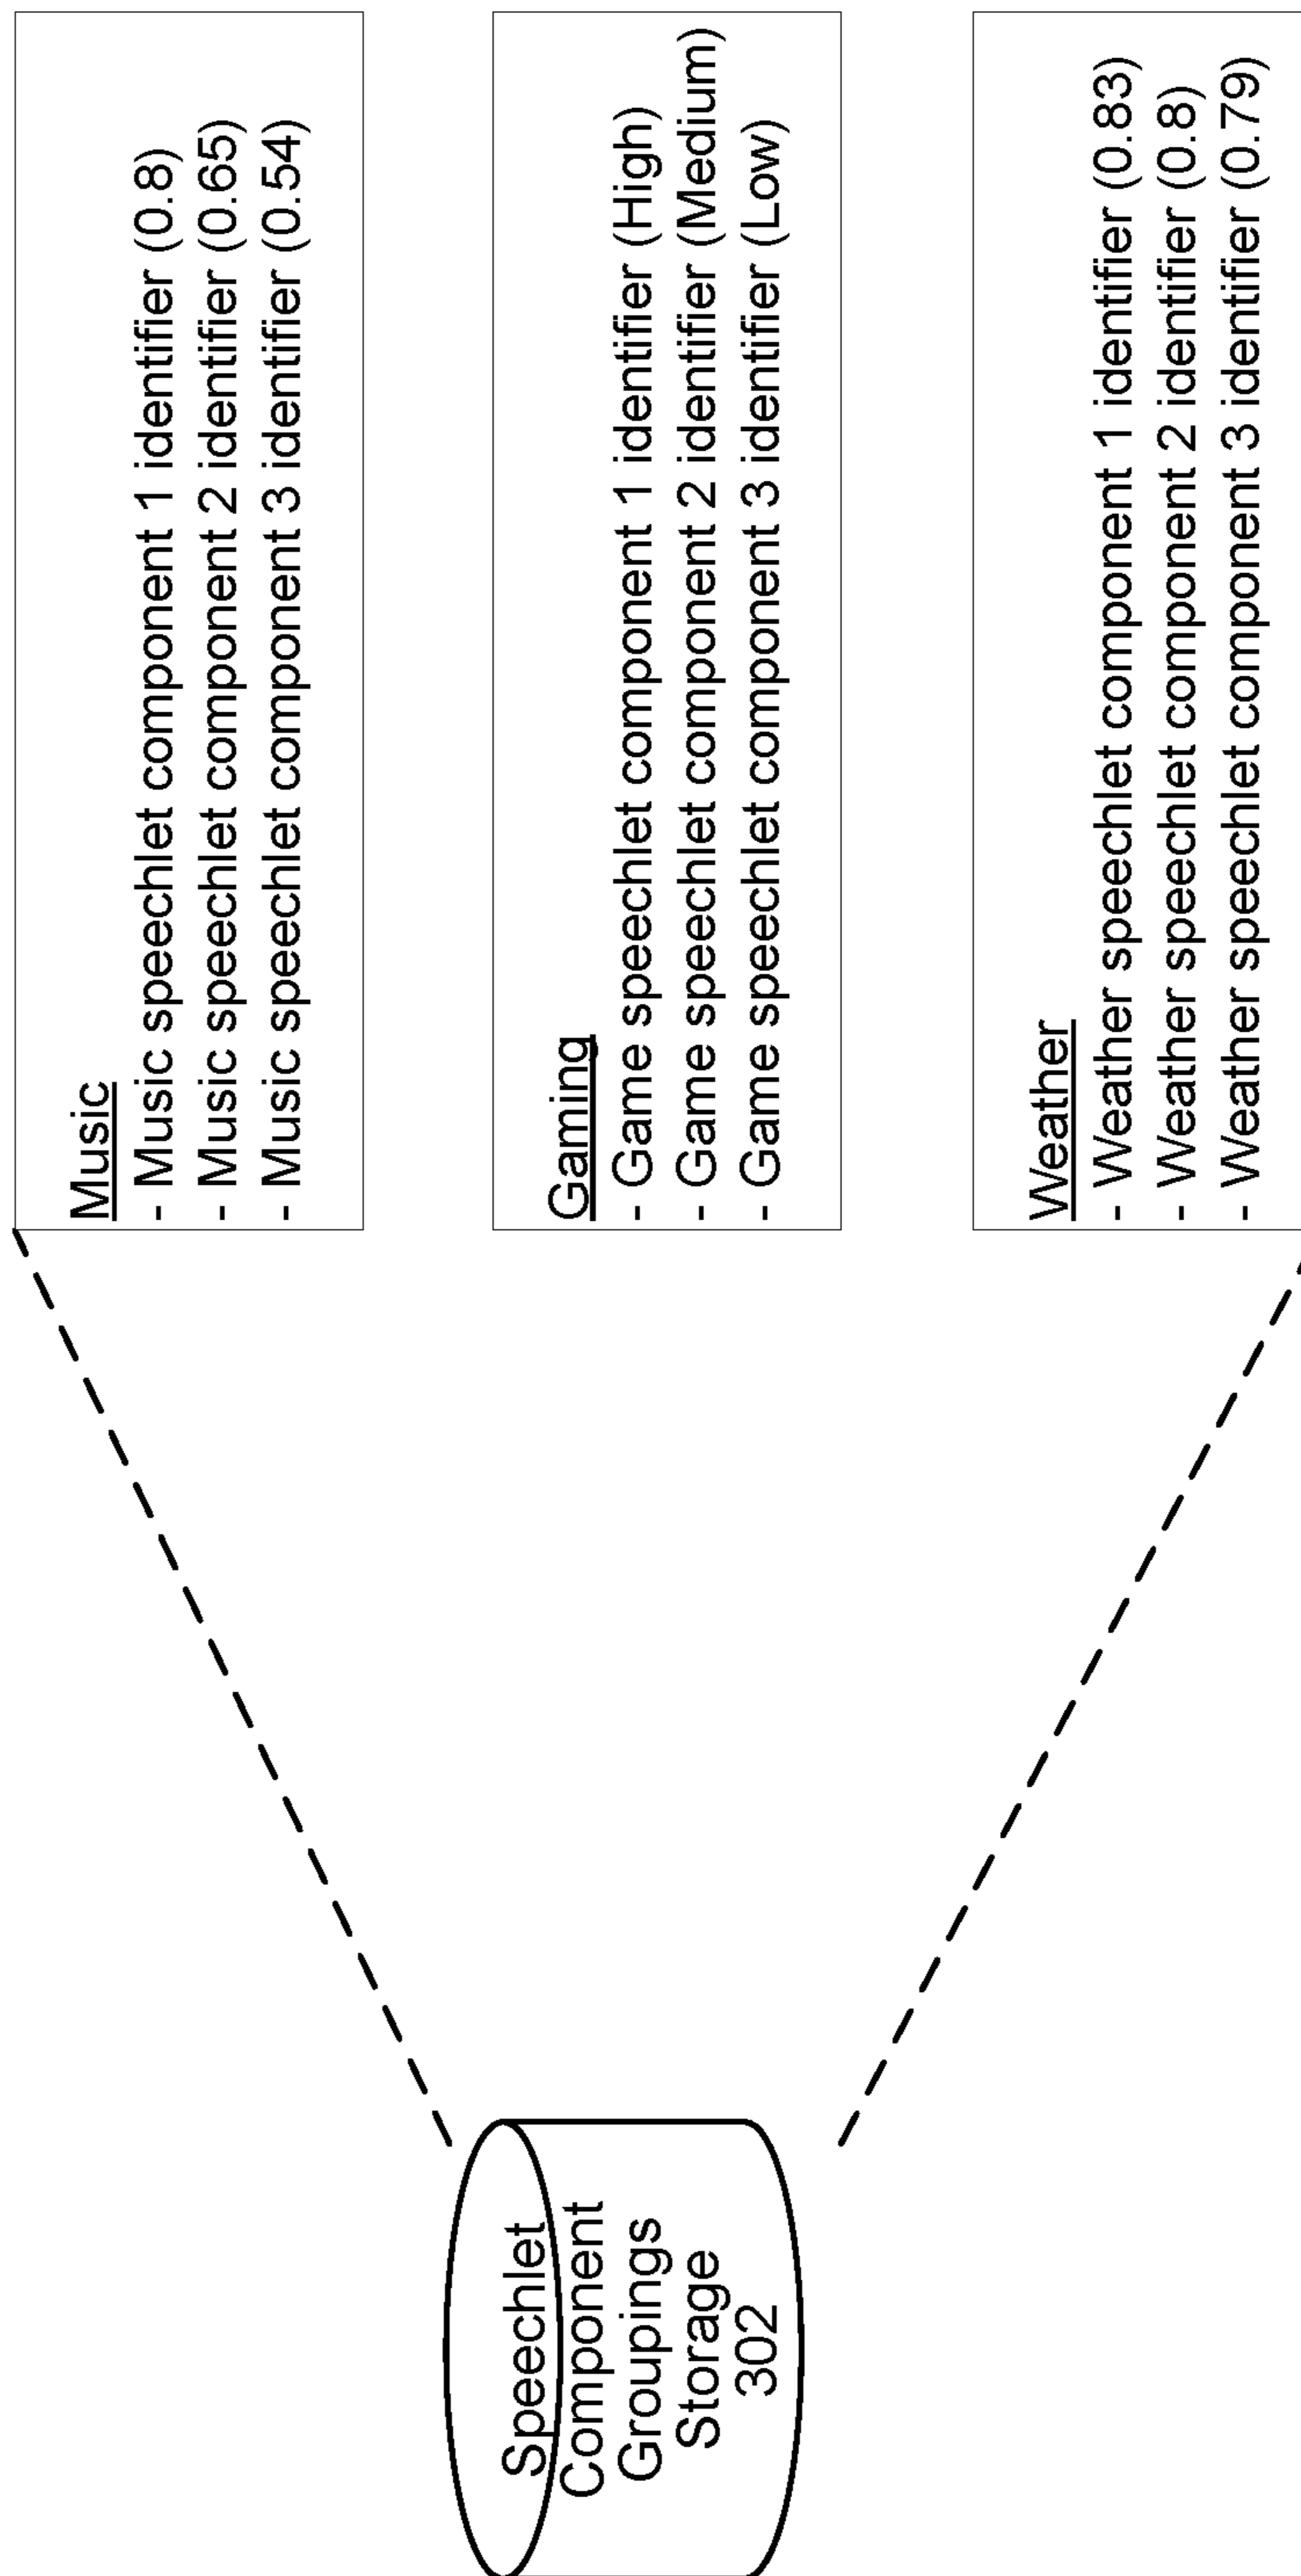 Speechlet
Component
Groupings
Storage
302
Music
- Music speechlet component 1 identifier (0.8)
- Music speechlet component 2 identifier (0.65)
- Music speechlet component 3 identifier (0.54)
Gaming
- Game speechlet component 1 identifier (High)
- Game speechlet component 2 identifier (Medium)
- Game speechlet component 3 identifier (Low)
Weather
- Weather speechlet component 1 identifier (0.83)
- Weather speechlet component 2 identifier (0.8)
- Weather speechlet component 3 identifier (0.79)